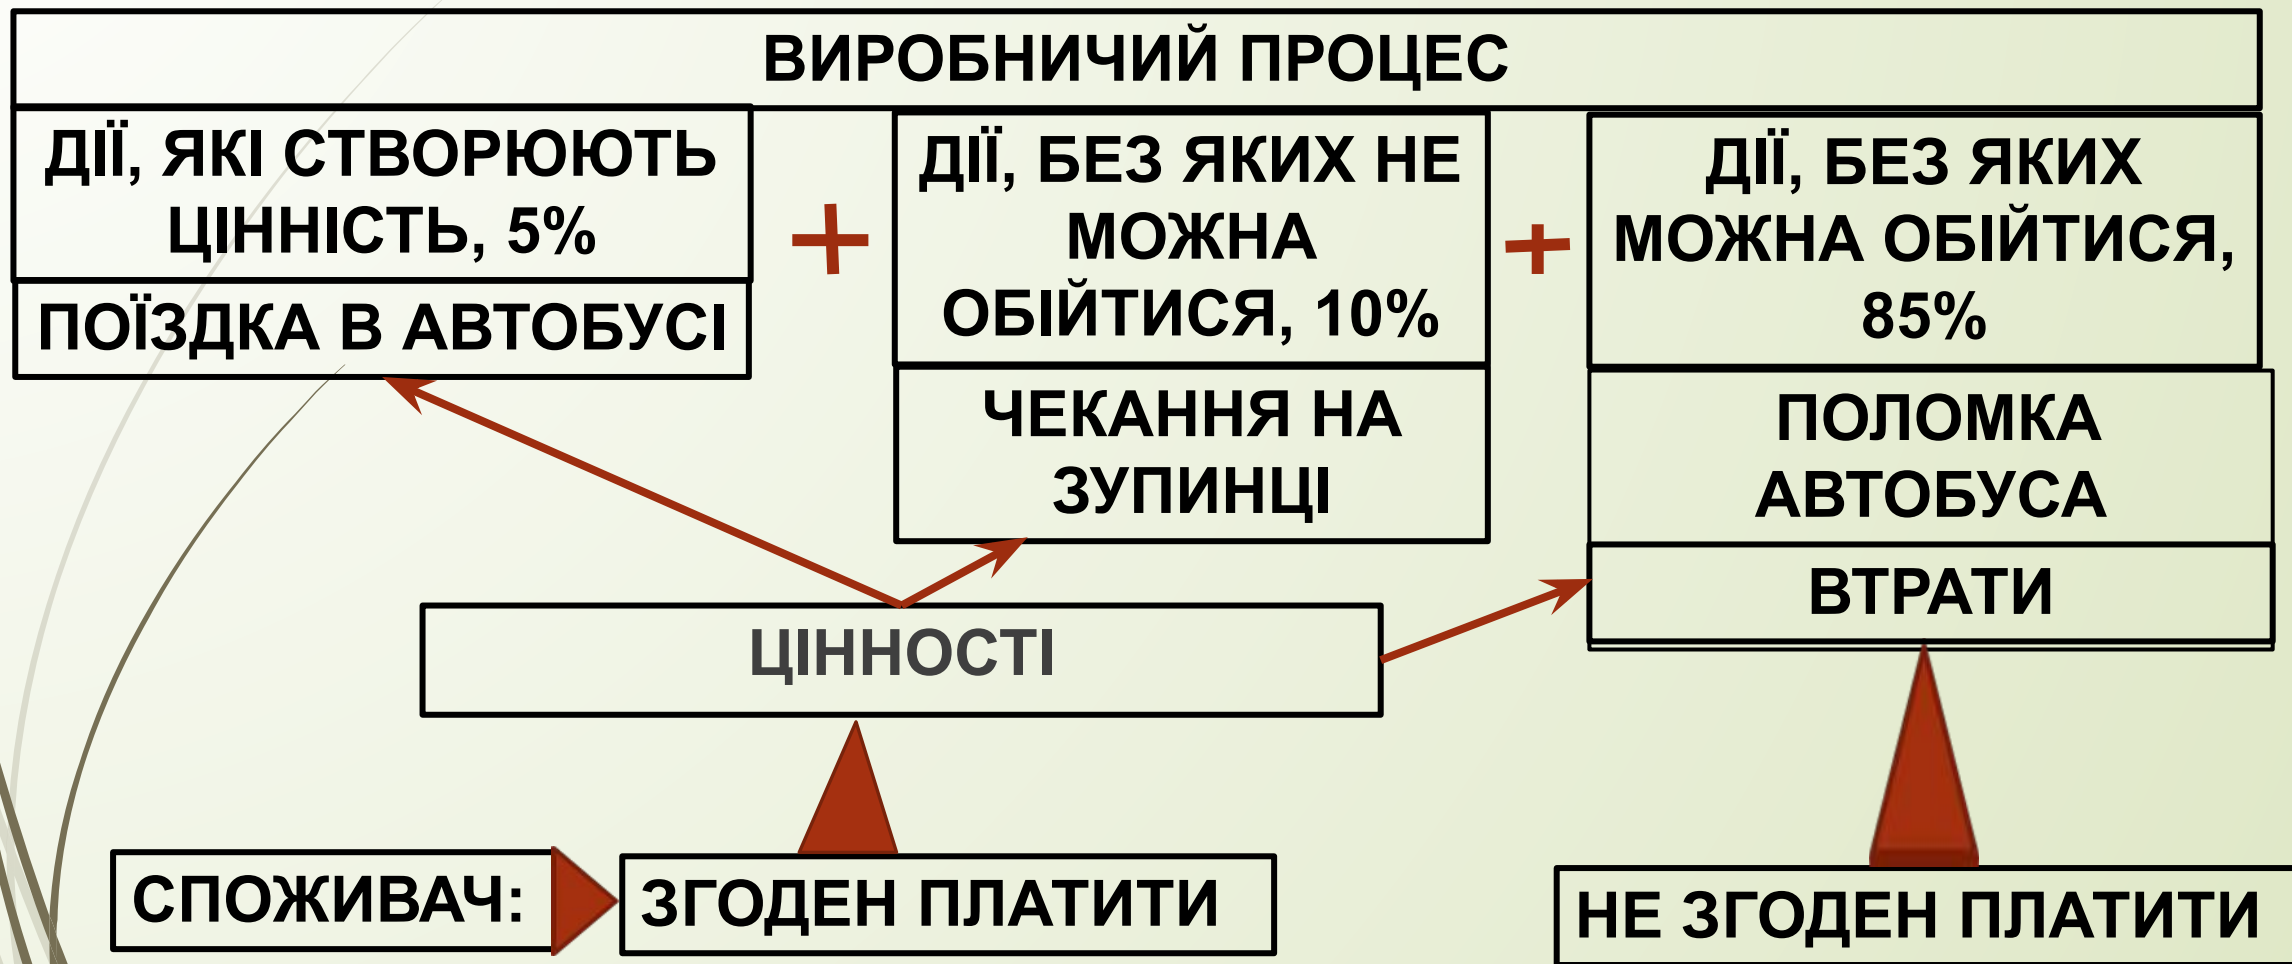 ВИРОБНИЧИЙ ПРОЦЕС
ДІЇ, ЯКІ СТВОРЮЮТЬ
ЦІННІСТЬ, 5%
ПОЇЗДКА В АВТОБУСІ
+
ДІЇ, БЕЗ ЯКИХ НЕ
МОЖНА
ОБІЙТИСЯ, 10%
ЧЕКАННЯ НА
ЗУПИНЦІ
+
ДІЇ, БЕЗ ЯКИХ
МОЖНА ОБІЙТИСЯ,
85%
ПОЛОМКА
АВТОБУСА
ВТРАТИ
ЦІННОСТІ
СПОЖИВАЧ:
ЗГОДЕН ПЛАТИТИ
НЕ ЗГОДЕН ПЛАТИТИ